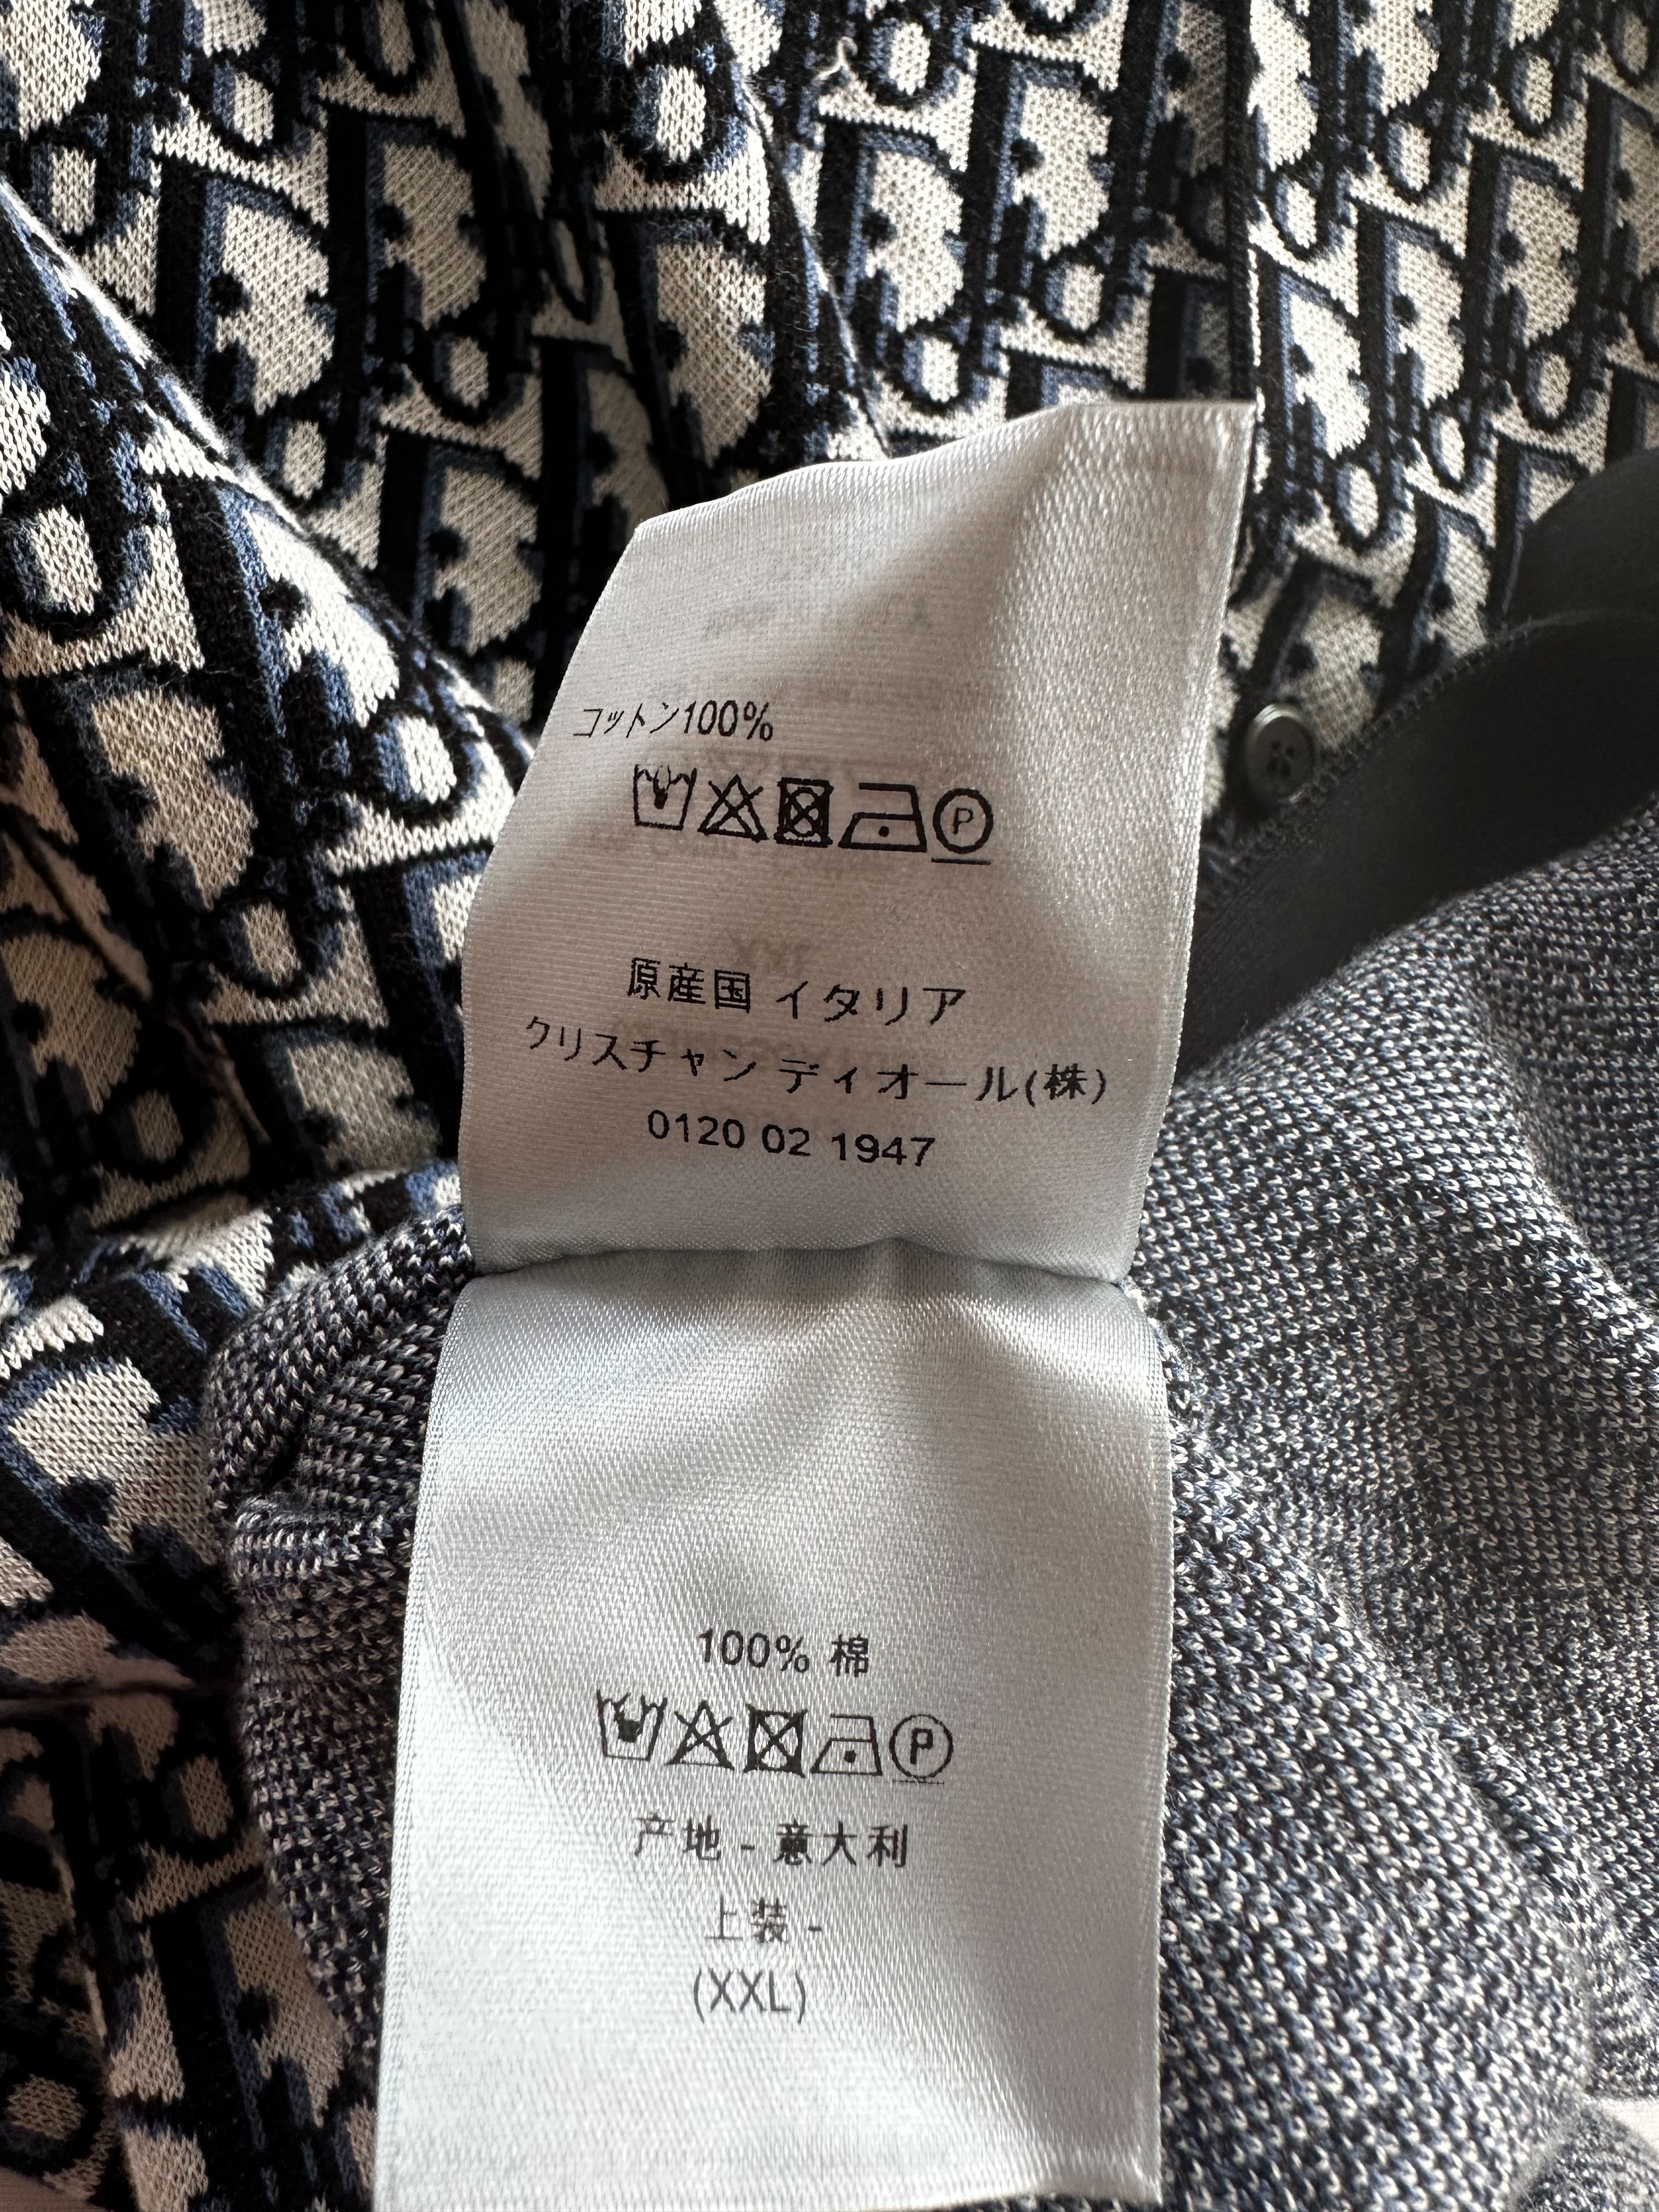 コットン100%
P
原産国 イタリア
クリスチャン ディオール(株)
0120 02 1947
100% 棉
P
产地 - 意大利
上装 -
(XXL)